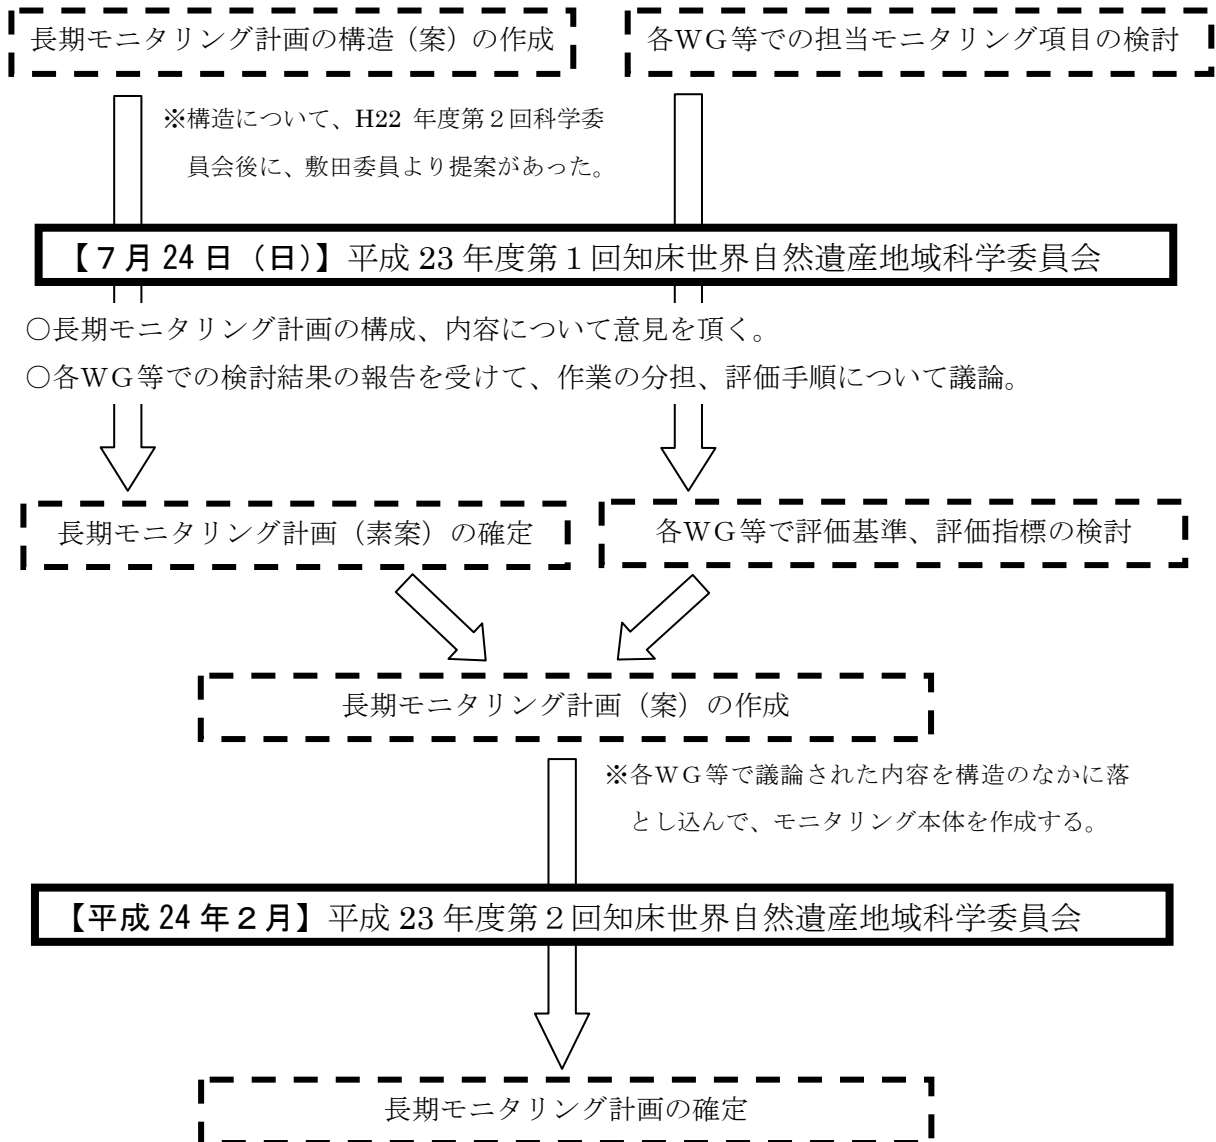 長期モニタリング計画の構造（案）の作成
各ＷＧ等での担当モニタリング項目の検討
※構造について、H22 年度第２回科学委
員会後に、敷田委員より提案があった。
【７月 24 日（日）】平成 23 年度第１回知床世界自然遺産地域科学委員会
○長期モニタリング計画の構成、内容について意見を頂く。
○各ＷＧ等での検討結果の報告を受けて、作業の分担、評価手順について議論。
長期モニタリング計画（素案）の確定
各ＷＧ等で評価基準、評価指標の検討
長期モニタリング計画（案）の作成
※各ＷＧ等で議論された内容を構造のなかに落
とし込んで、モニタリング本体を作成する。
【平成 24 年２月】平成 23 年度第２回知床世界自然遺産地域科学委員会
長期モニタリング計画の確定